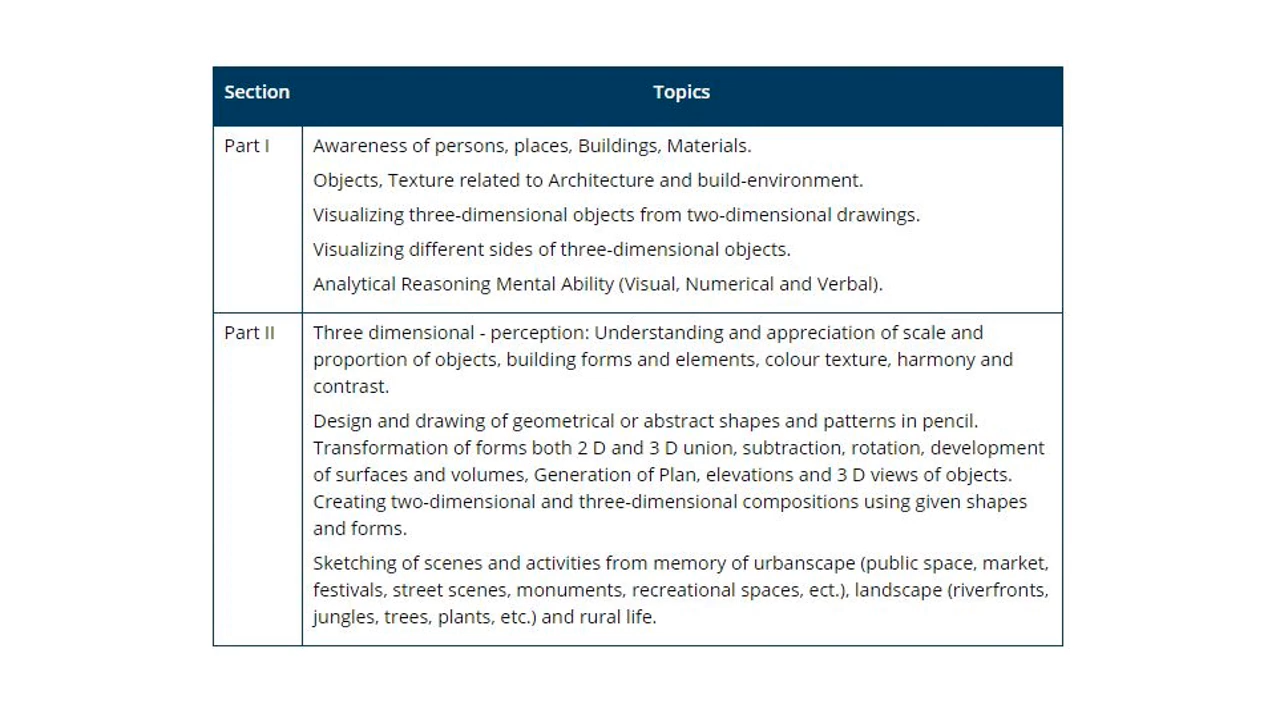 Section Topics
Part I Awareness of persons, places, Buildings, Materials.
Objects, Texture related to Architecture and build-environment.
Visualizing three-dimensional objects from two-dimensional drawings.
Visualizing different sides of three-dimensional objects.
Analytical Reasoning Mental Ability (Visual, Numerical and Verbal).
Part II Three dimensional - perception: Understanding and appreciation of scale and
proportion of objects, building forms and elements, colour texture, harmony and
contrast.
Design and drawing of geometrical or abstract shapes and patterns in pencil.
Transformation of forms both 2 D and 3 D union, subtraction, rotation, development
of surfaces and volumes, Generation of Plan, elevations and 3 D views of objects.
Creating two-dimensional and three-dimensional compositions using given shapes
and forms.
Sketching of scenes and activities from memory of urbanscape (public space, market,
festivals, street scenes, monuments, recreational spaces, ect.), landscape (riverfronts,
jungles, trees, plants, etc.) and rural life.